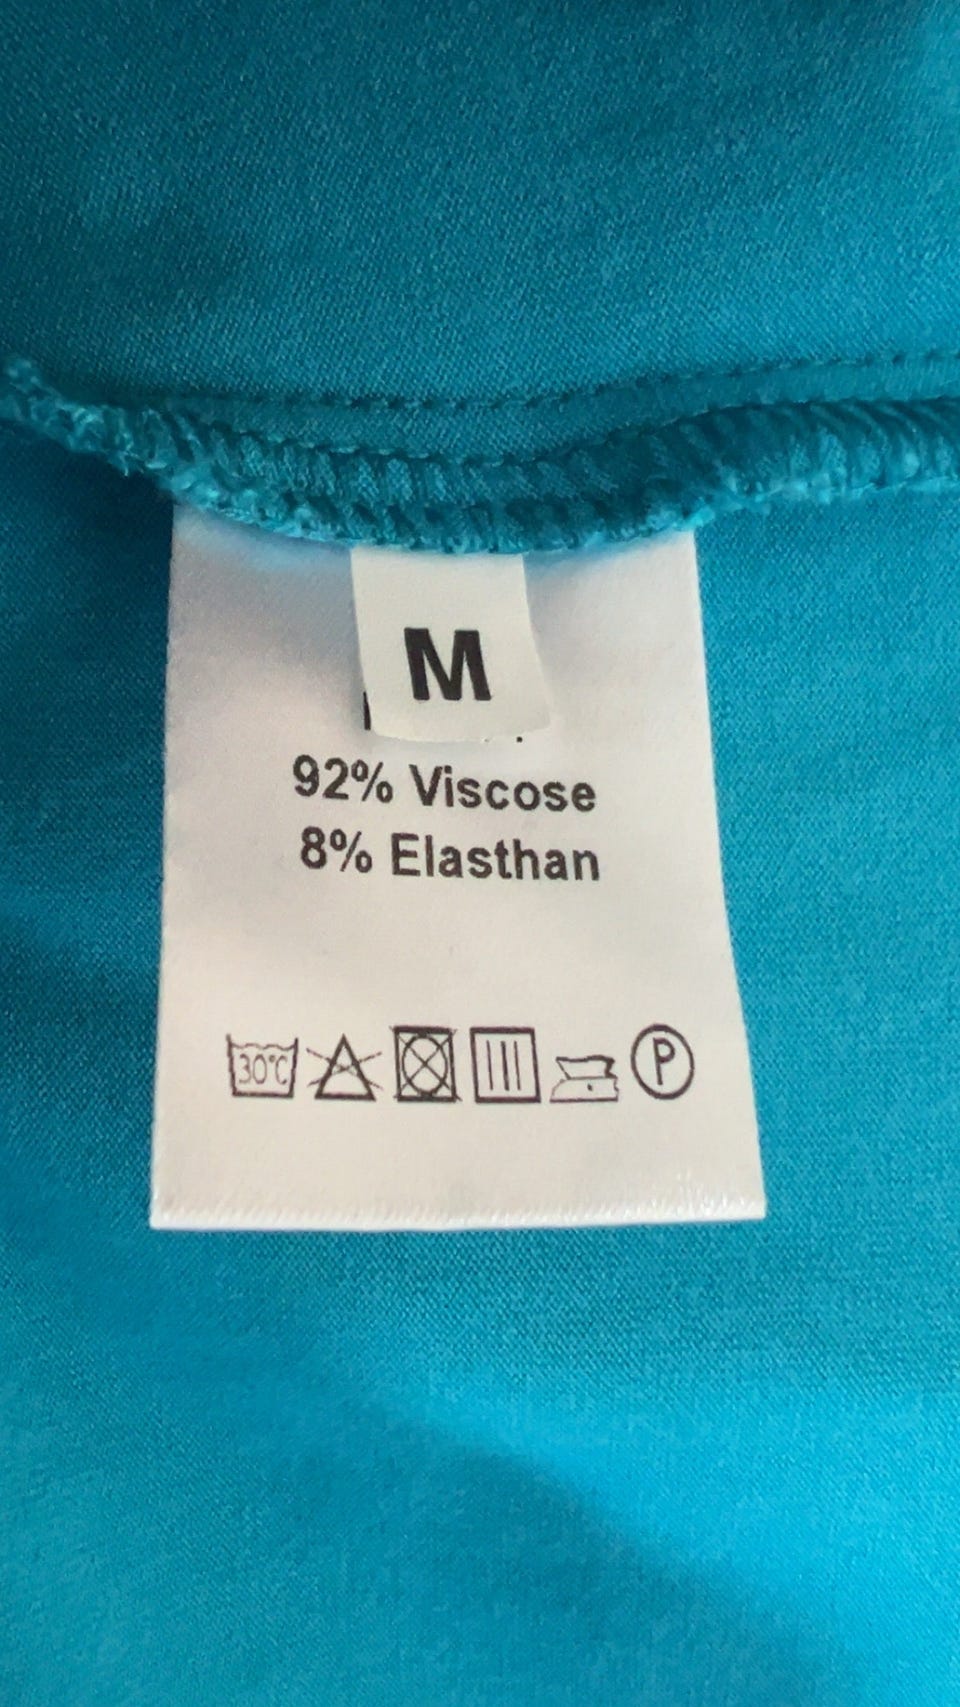 M
92% Viscose
8% Elasthan
30°C P